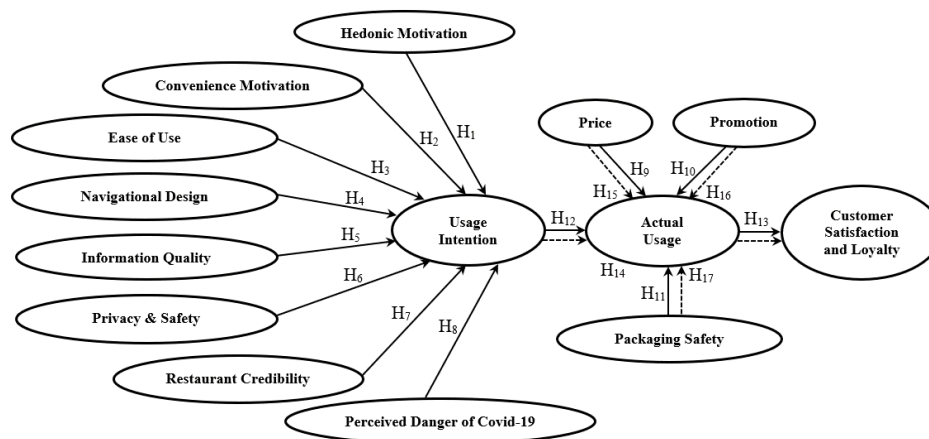 Hedonic Motivation
Convenience Motivation
Ease of Use
Navigational Design
Information Quality
Privacy & Safety
Restaurant Credibility
Perceived Danger of Covid-19
H1
H2
H3
H4
H5
H6
H7
H8
Usage
Intention
H12
Price
Promotion
H9
H10
H15
H16
Actual
Usage
H14
H11
H17
Packaging Safety
H13
Customer
Satisfaction
and Loyalty